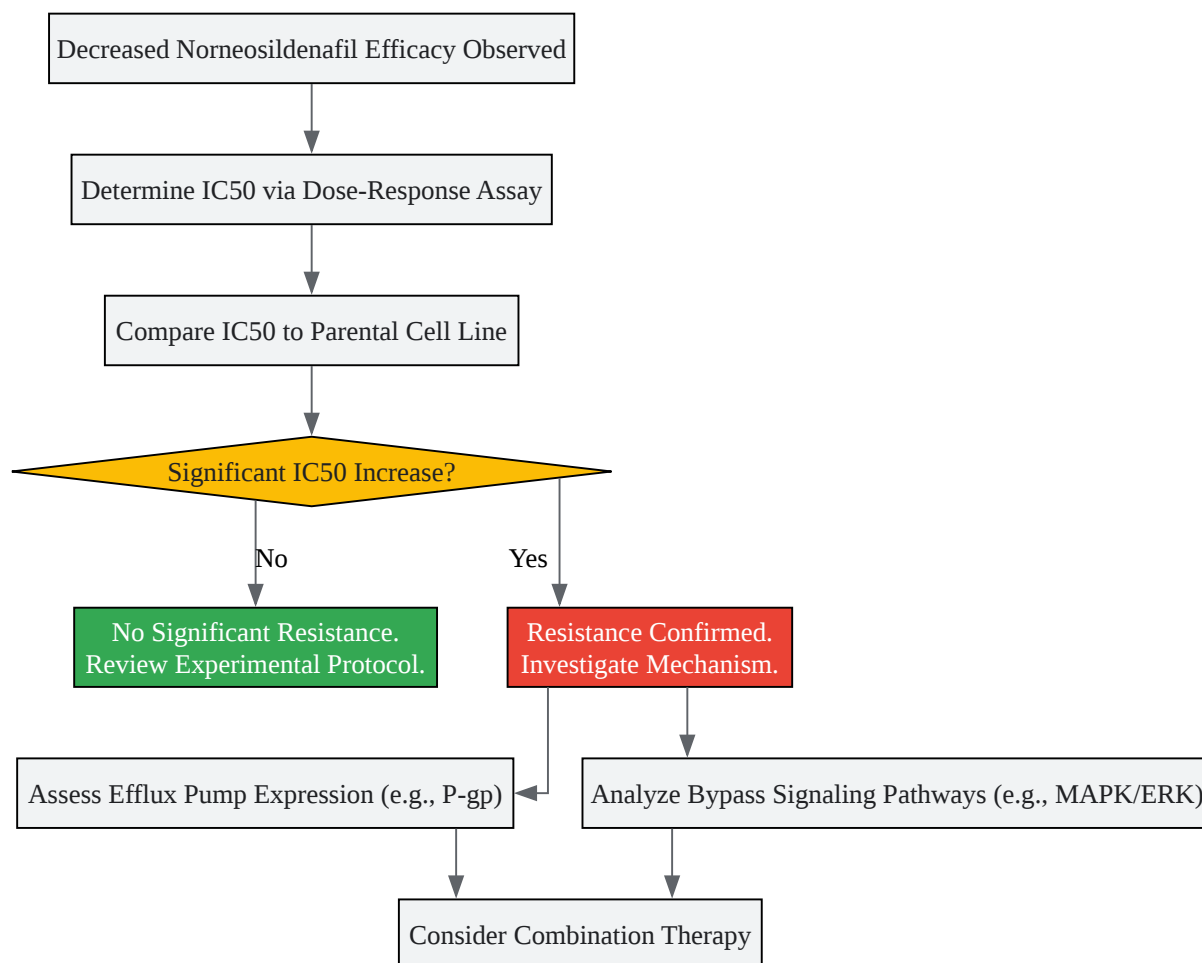 Decreased Norneosildenafil Efficacy Observed
Determine IC50 via Dose-Response Assay
Compare IC50 to Parental Cell Line
Significant IC50 Increase?
No
Yes
No Significant Resistance.
Review Experimental Protocol.
Resistance Confirmed.
Investigate Mechanism.
Assess Efflux Pump Expression (e.g., P-gp)
Analyze Bypass Signaling Pathways (e.g., MAPK/ERK)
Consider Combination Therapy